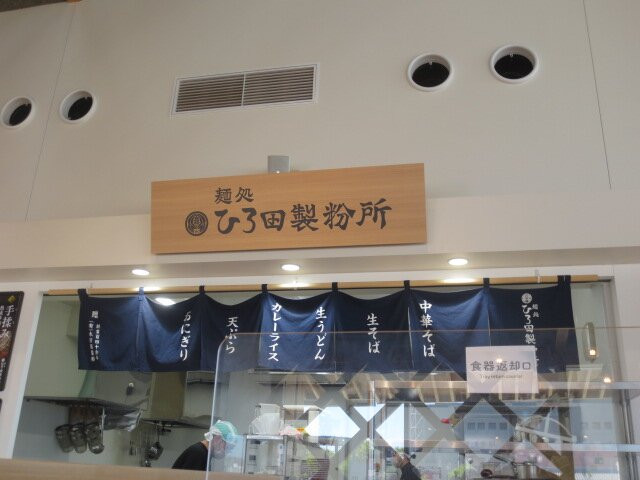 麺処
ひろ田製粉所
麺処
ひろ田製
中華そば
生そば
生うどん
カレーライス
天ぷら
おにぎり
麺
食器返却口